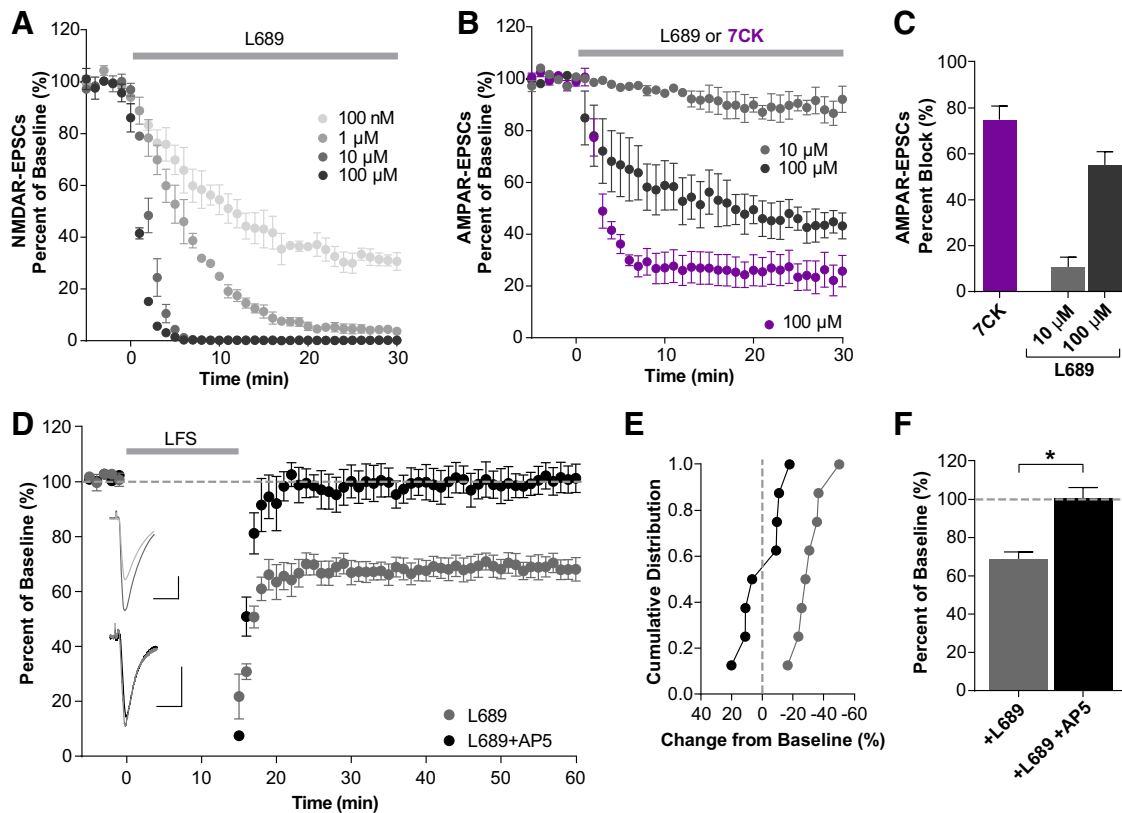 A
L689
NMDAR-EPSCs
Percent of Baseline (%)
120
100
80
60
40
20
0
100 nM
1 µM
10 µM
100 µM
0
10
20
30
Time (min)
B
L689 or 7CK
AMPAR-EPSCs
Percent of Baseline (%)
120
100
80
60
40
20
0
10 µM
100 µM
100 µM
0
10
20
30
Time (min)
C
AMPAR-EPSCs
Percent Block (%)
100
80
60
40
20
0
7CK
10 µM
100 µM
L689
D
LFS
Percent of Baseline (%)
120
100
80
60
40
20
0
L689
L689+AP5
0
10
20
30
40
50
60
Time (min)
E
Cumulative Distribution
1.0
0.8
0.6
0.4
0.2
0.0
40
20
0
-20
-40
-60
Change from Baseline (%)
F
Percent of Baseline (%)
120
100
80
60
40
20
0
*
+L689
+L689 +AP5